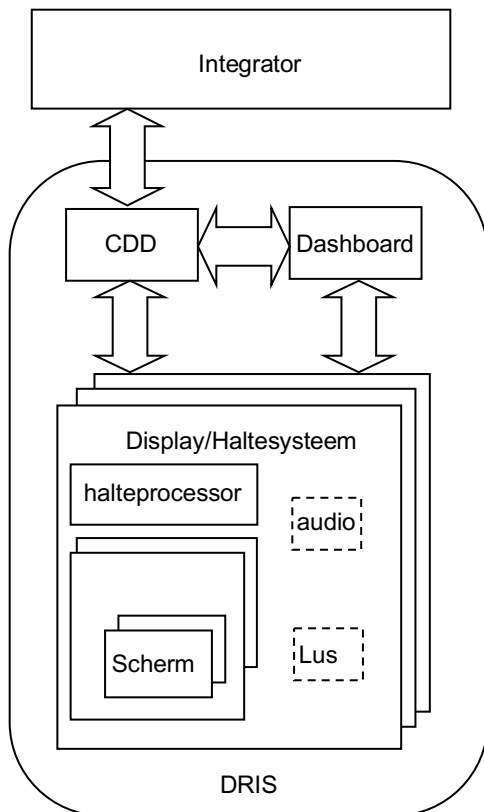 Integrator
CDD
Dashboard
Display/Haltesysteem
halteprocessor
audio
Scherm
Lus
DRIS